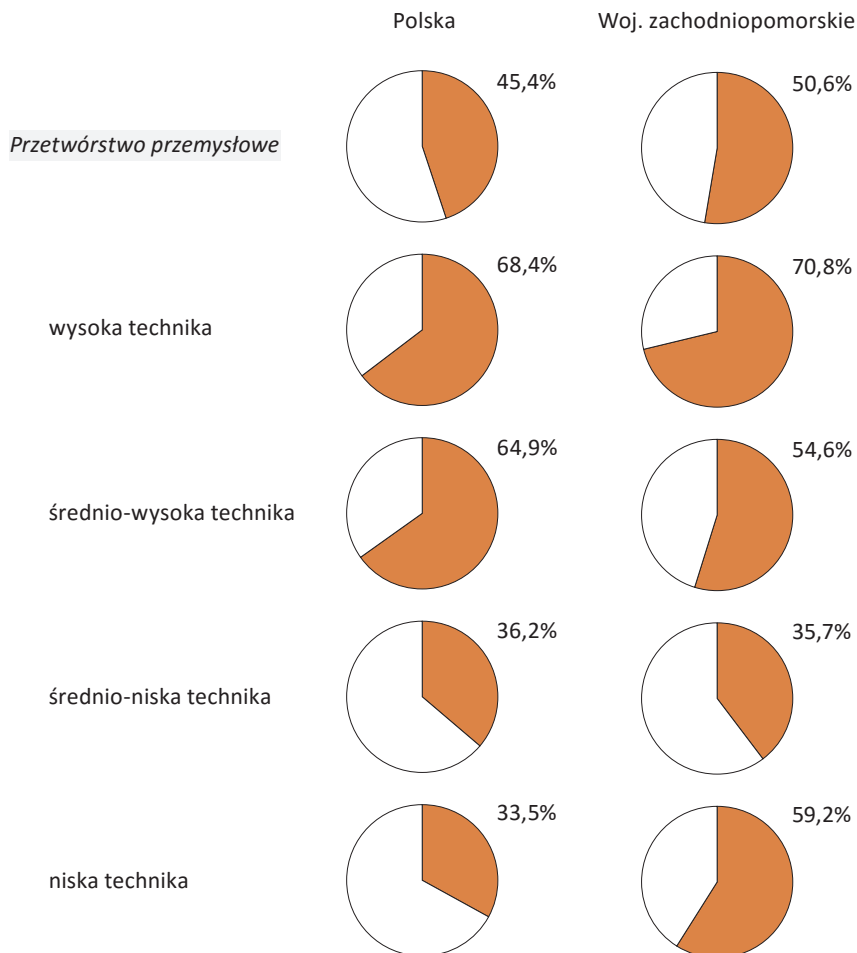 Polska Woj. zachodniopomorskie
Przetwórstwo przemysłowe 45,4% 50,6%
wysoka technika 68,4% 70,8%
średnio-wysoka technika 64,9% 54,6%
średnio-niska technika 36,2% 35,7%
niska technika 33,5% 59,2%